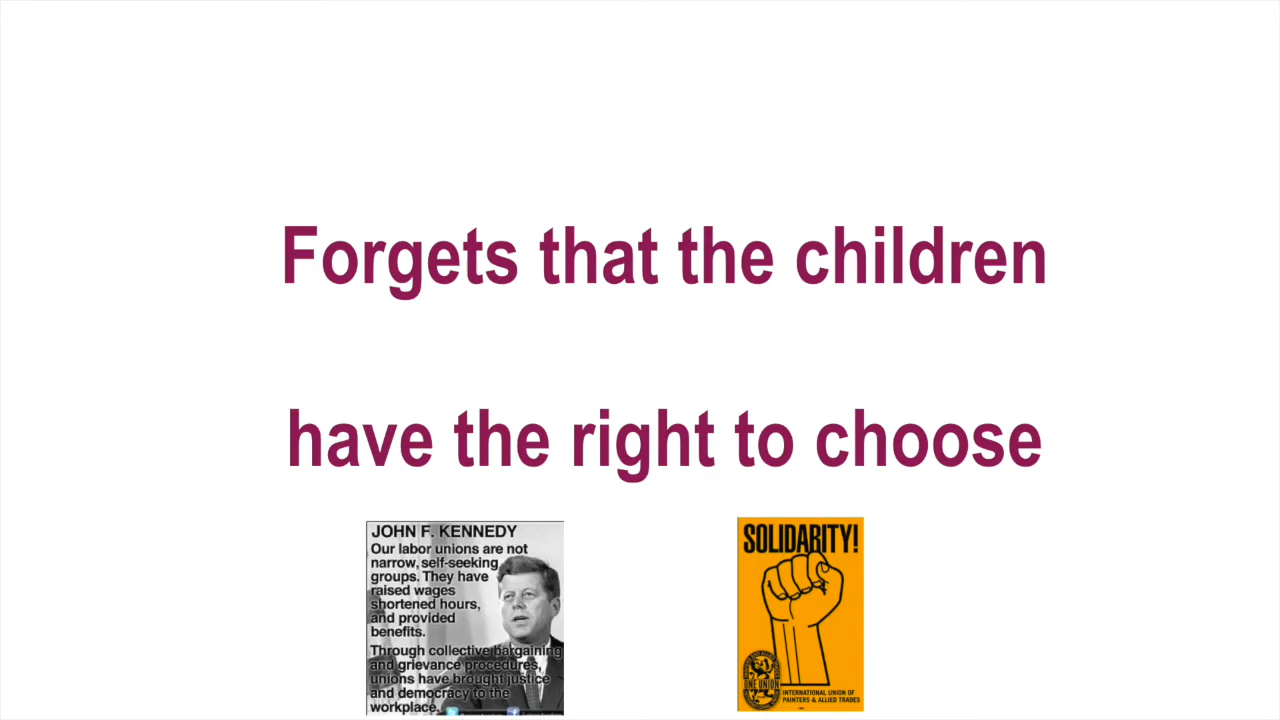 Forgets that the children
have the right to choose
JOHN F. KENNEDY
Our labor unions are not
narrow, self-seeking
groups. They have
raised wages
shortened hours,
and provided
benefits.
Through collective bargaining
and grievance procedures,
unions have brought justice
and democracy to the
workplace.
SOLIDARITY!
ONE UNION
INTERNATIONAL UNION OF
PAINTERS & ALLIED TRADES